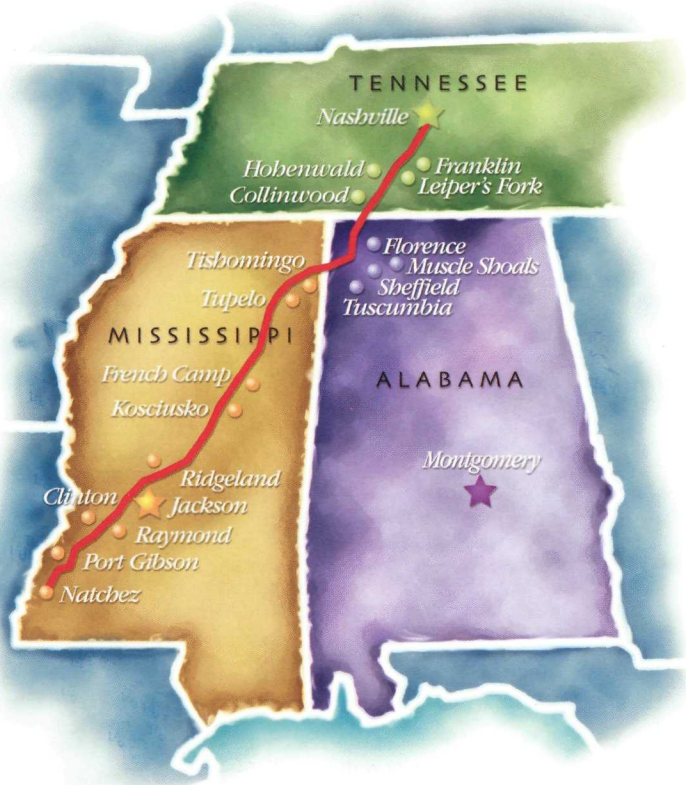 TENNESSEE
Nashville
Hohenwald
Franklin
Leiper's Fork
Collinwood
Florence
Tishomingo
Muscle Shoals
Sheffield
Tupelo
Tuscumbia
MISSISSIPPI
French Camp
ALABAMA
Kosciusko
Montgomery
Ridgeland
Clinton
Jackson
Raymond
Port Gibson
Natchez